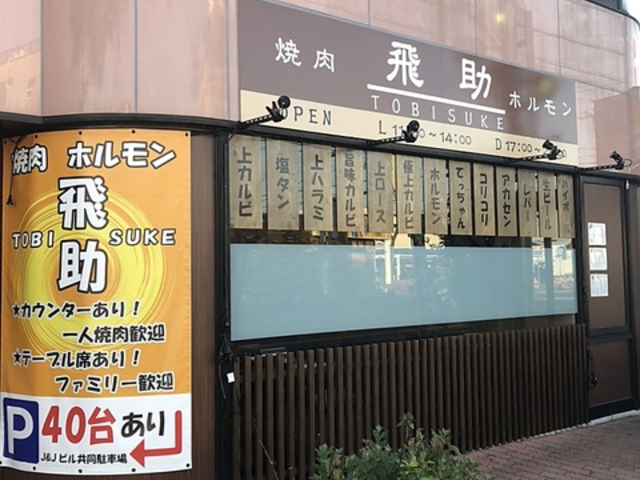 焼肉 飛助 ホルモン
TOBISUKE
OPEN L 11: ~14:00 D 17:00~
上カルビ
塩タン
上ハラミ
旨味カルビ
上ロース
極上カルビ
ホルモン
てっちゃん
コリコリ
アカセン
レバー
生ビール
ハイボール
焼肉 ホルモン
飛助
TOBI SUKE
★カウンターあり!
一人焼肉歓迎
★テーブル席あり!
ファミリー歓迎
P 40台あり
J&Jビル共同駐車場